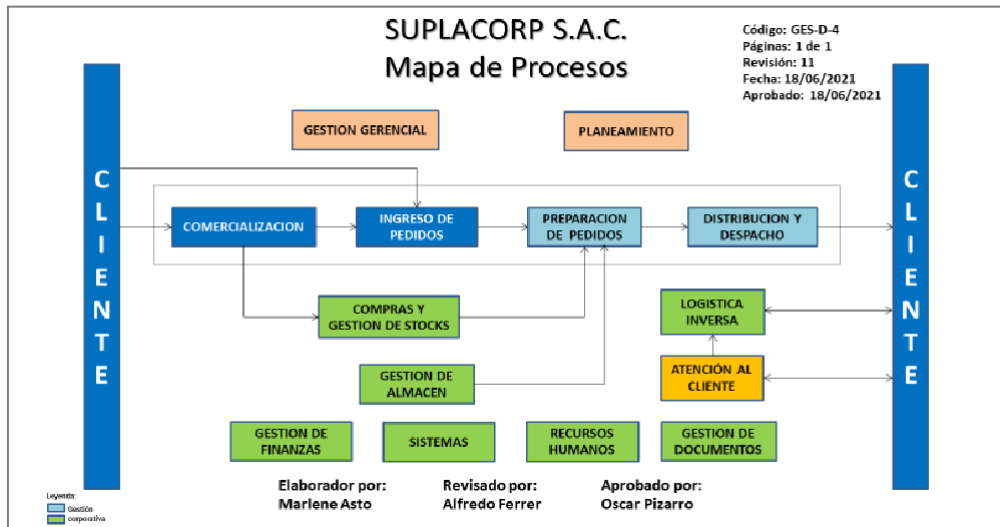 SUPLACORP S.A.C.
Mapa de Procesos
Código: GES-D-4
Páginas: 1 de 1
Revisión: 11
Fecha: 18/06/2021
Aprobado: 18/06/2021
CLIENTE
GESTION GERENCIAL
PLANEAMIENTO
COMERCIALIZACION
INGRESO DE
PEDIDOS
PREPARACION
DE PEDIDOS
DISTRIBUCION Y
DESPACHO
CLIENTE
COMPRAS Y
GESTION DE STOCKS
LOGISTICA
INVERSA
GESTION DE
ALMACEN
ATENCIÓN AL
CLIENTE
GESTION DE
FINANZAS
SISTEMAS
RECURSOS
HUMANOS
GESTION DE
DOCUMENTOS
Elaborador por:
Marlene Asto
Revisado por:
Alfredo Ferrer
Aprobado por:
Oscar Pizarro
Leyenda:
Gestión
corporativa